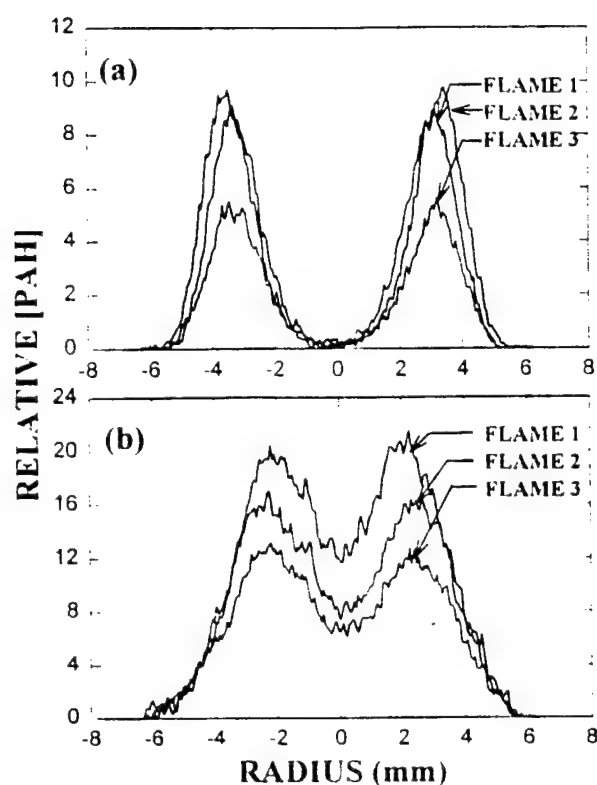 12
(a)
FLAME 1
10
FLAME 2
8
FLAME 3
6
4
2
0
-8 -6 -4 -2 0 2 4 6 8
24
(b)
FLAME 1
20
FLAME 2
16
FLAME 3
12
8
4
0
-8 -6 -4 -2 0 2 4 6 8
RELATIVE [PAH]
RADIUS (mm)